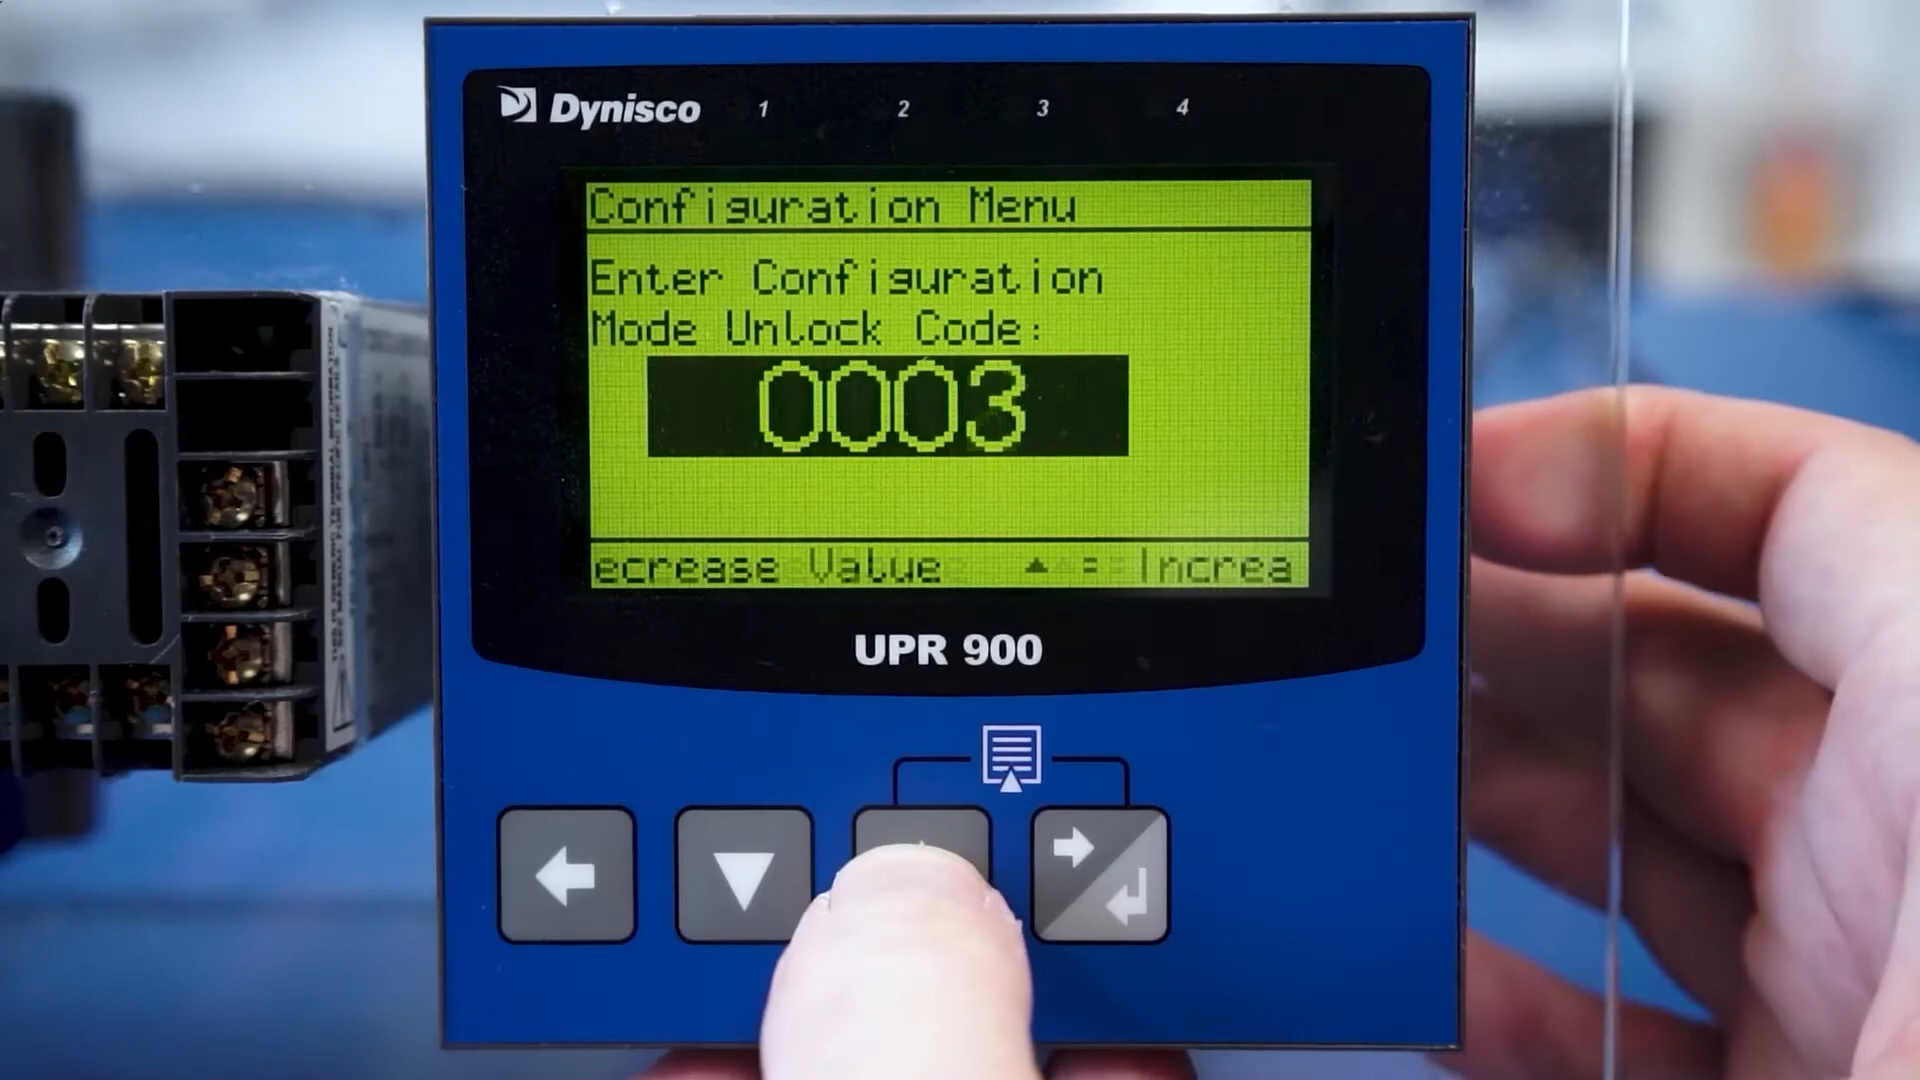 Dynisco 1 2 3 4
Configuration Menu
Enter Configuration
Mode Unlock Code:
0003
ecrease Value ▲ = Increa
UPR 900